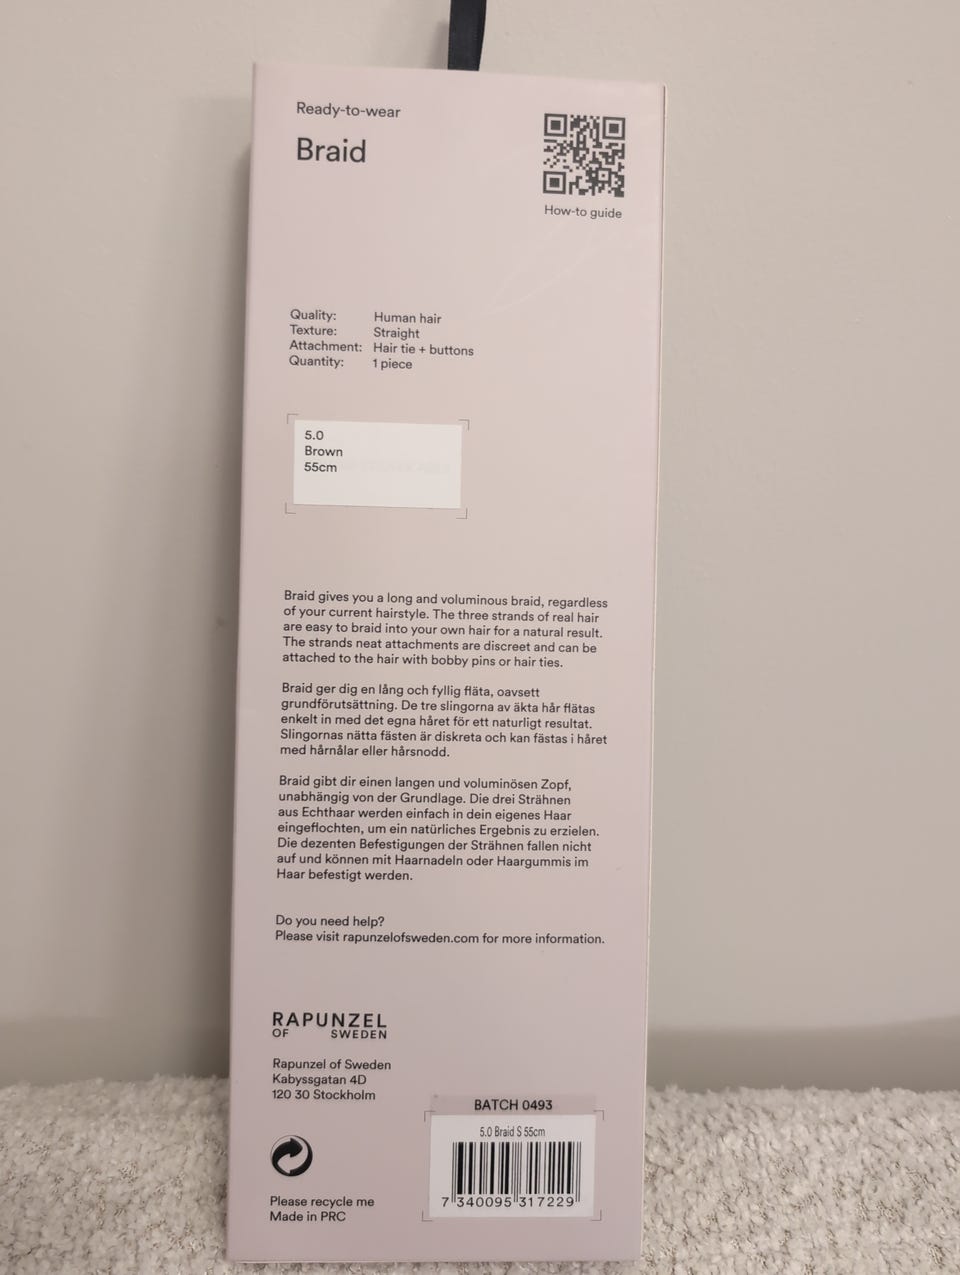 Ready-to-wear
Braid
How-to guide
Quality: Human hair
Texture: Straight
Attachment: Hair tie + buttons
Quantity: 1 piece
5.0
Brown
55cm
Braid gives you a long and voluminous braid, regardless
of your current hairstyle. The three strands of real hair
are easy to braid into your own hair for a natural result.
The strands neat attachments are discreet and can be
attached to the hair with bobby pins or hair ties.
Braid ger dig en lång och fyllig fläta, oavsett
grundförutsättning. De tre slingorna av äkta hår flätas
enkelt in med det egna håret för ett naturligt resultat.
Slingornas nätta fästen är diskreta och kan fästas i håret
med hårnålar eller hårsnodd.
Braid gibt dir einen langen und voluminösen Zopf,
unabhängig von der Grundlage. Die drei Strähnen
aus Echthaar werden einfach in dein eigenes Haar
eingeflochten, um ein natürliches Ergebnis zu erzielen.
Die dezenten Befestigungen der Strähnen fallen nicht
auf und können mit Haarnadeln oder Haargummis im
Haar befestigt werden.
Do you need help?
Please visit rapunzelofsweden.com for more information.
RAPUNZEL
OF SWEDEN
Rapunzel of Sweden
Kabyssgatan 4D
120 30 Stockholm
BATCH 0493
5.0 Braid S 55cm
7 340095 317229
Please recycle me
Made in PRC